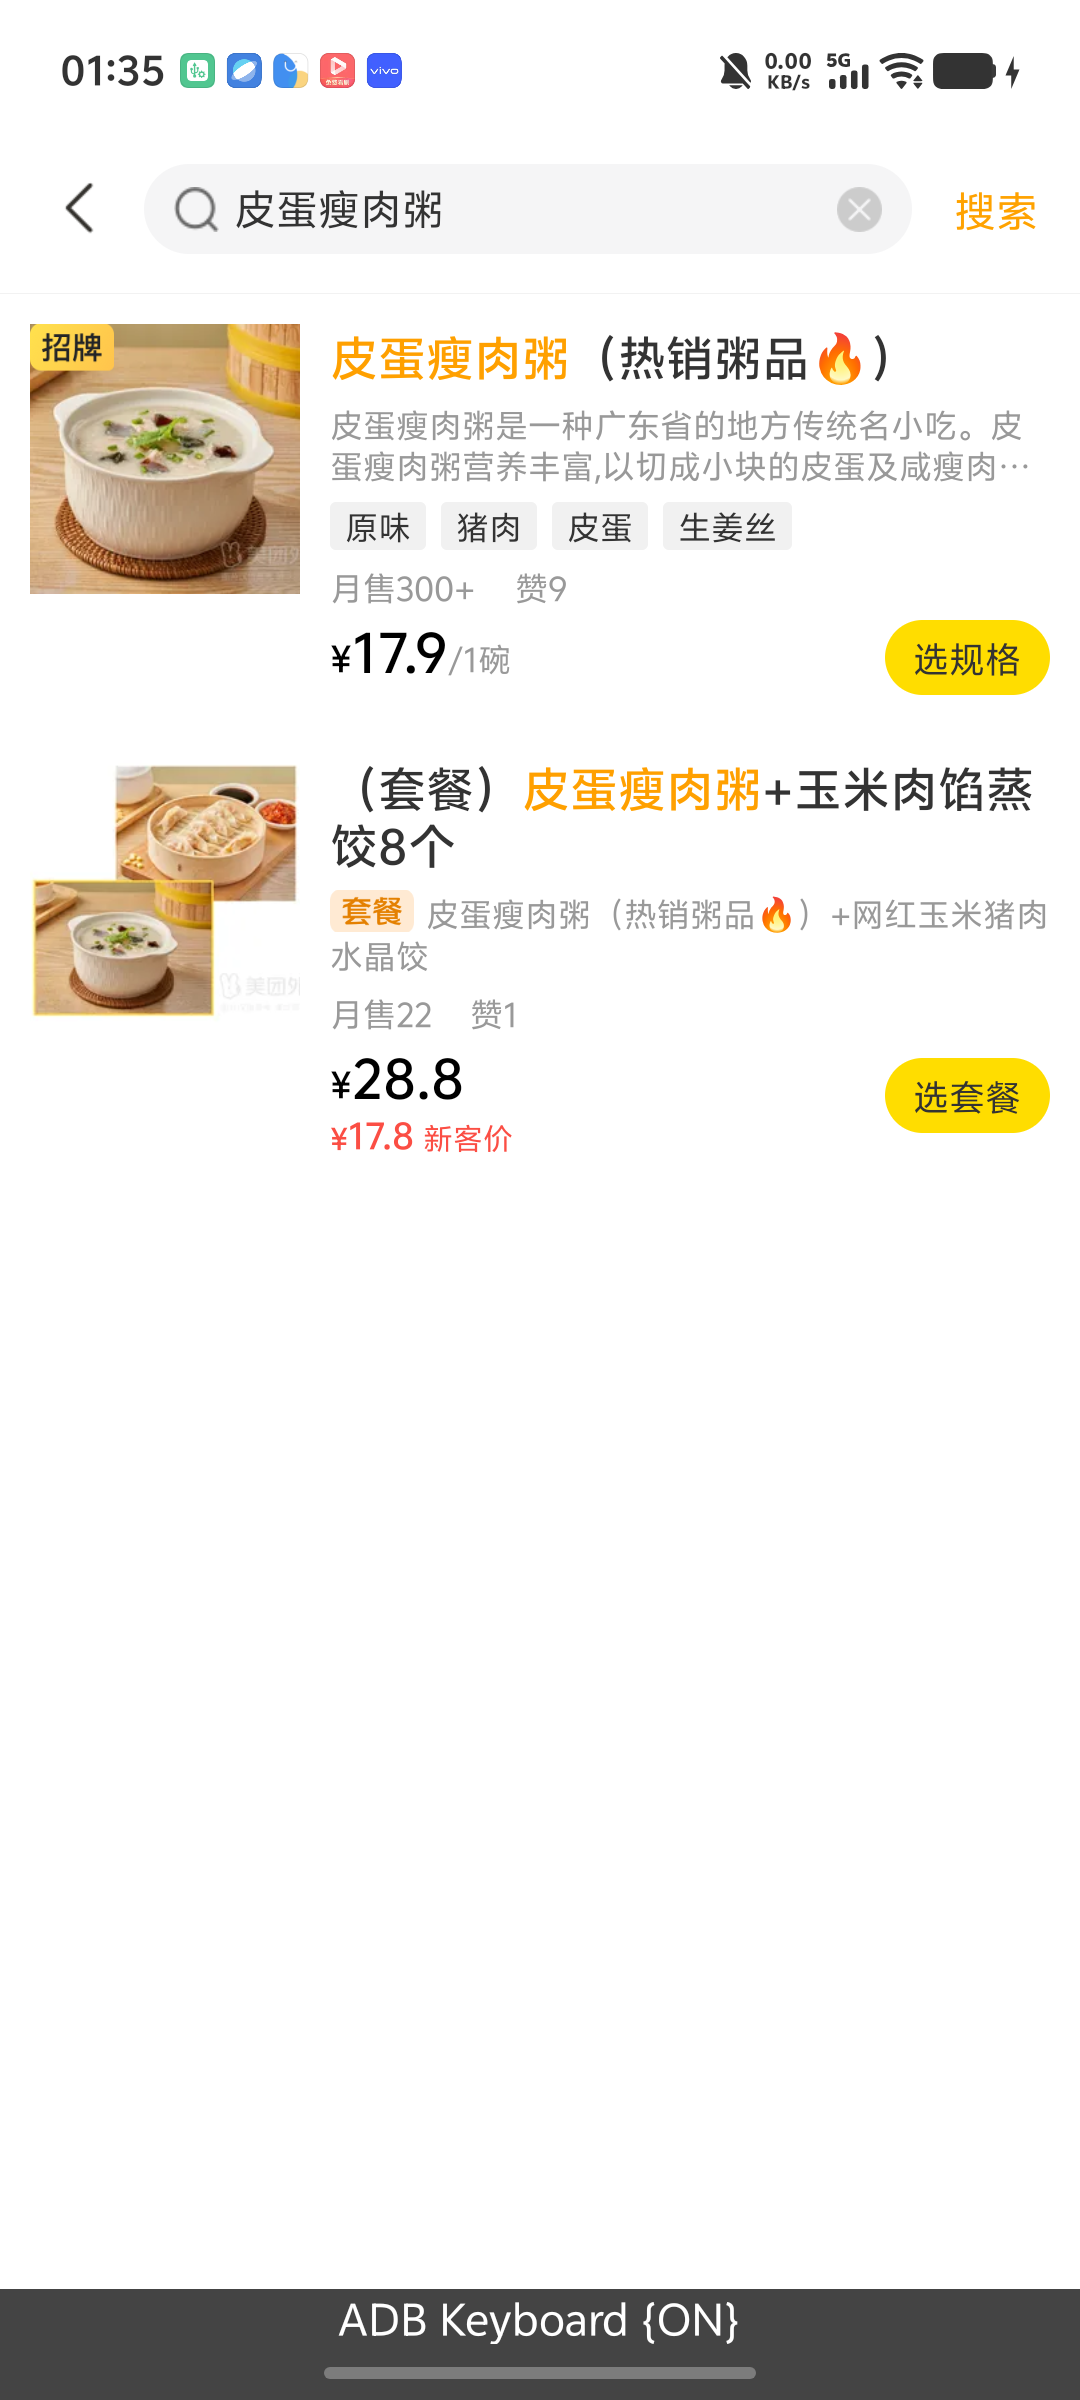 01:35
vivo
0.00
KB/s
5G
皮蛋瘦肉粥
搜索
招牌
皮蛋瘦肉粥（热销粥品🔥）
皮蛋瘦肉粥是一种广东省的地方传统名小吃。皮
蛋瘦肉粥营养丰富,以切成小块的皮蛋及咸瘦肉…
原味 猪肉 皮蛋 生姜丝
月售300+ 赞9
¥17.9/1碗
选规格
（套餐）皮蛋瘦肉粥+玉米肉馅蒸
饺8个
套餐 皮蛋瘦肉粥（热销粥品🔥）+网红玉米猪肉
水晶饺
美团外
月售22 赞1
¥28.8
选套餐
¥17.8 新客价
ADB Keyboard {ON}